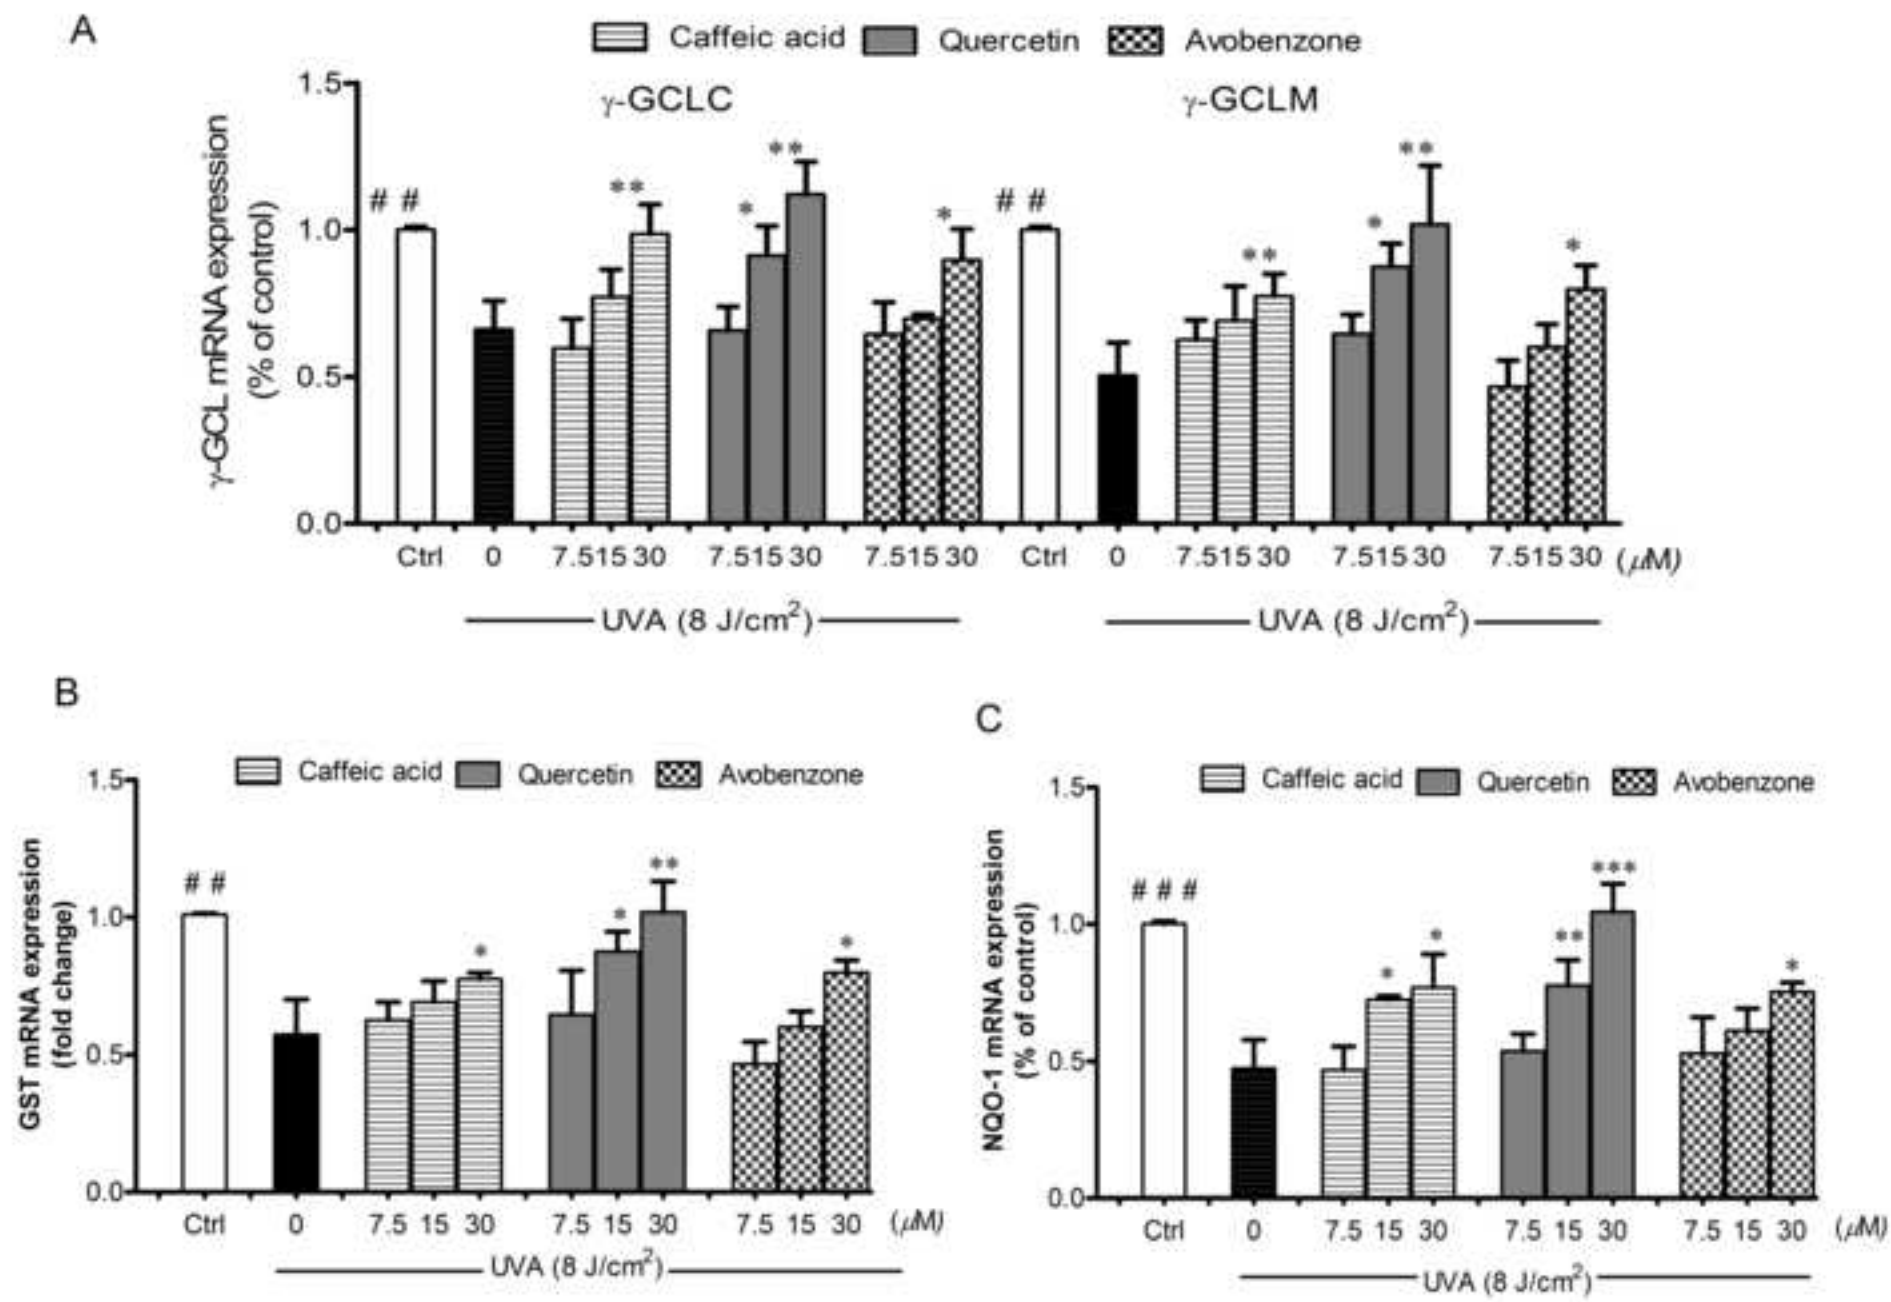 A
Caffeic acid Quercetin Avobenzone
γ-GCLC γ-GCLM
γ-GCL mRNA expression
(% of control)
1.5
1.0
0.5
0.0
# # ** * ** * # # ** * ** *
Ctrl 0 7.5 15 30 7.5 15 30 7.5 15 30 Ctrl 0 7.5 15 30 7.5 15 30 7.5 15 30 (μM)
UVA (8 J/cm²) UVA (8 J/cm²)
B
Caffeic acid Quercetin Avobenzone
GST mRNA expression
(fold change)
1.5
1.0
0.5
0.0
# # * * ** *
Ctrl 0 7.5 15 30 7.5 15 30 7.5 15 30 (μM)
UVA (8 J/cm²)
C
Caffeic acid Quercetin Avobenzone
NQO-1 mRNA expression
(% of control)
1.5
1.0
0.5
0.0
# # # * * ** *** *
Ctrl 0 7.5 15 30 7.5 15 30 7.5 15 30 (μM)
UVA (8 J/cm²)